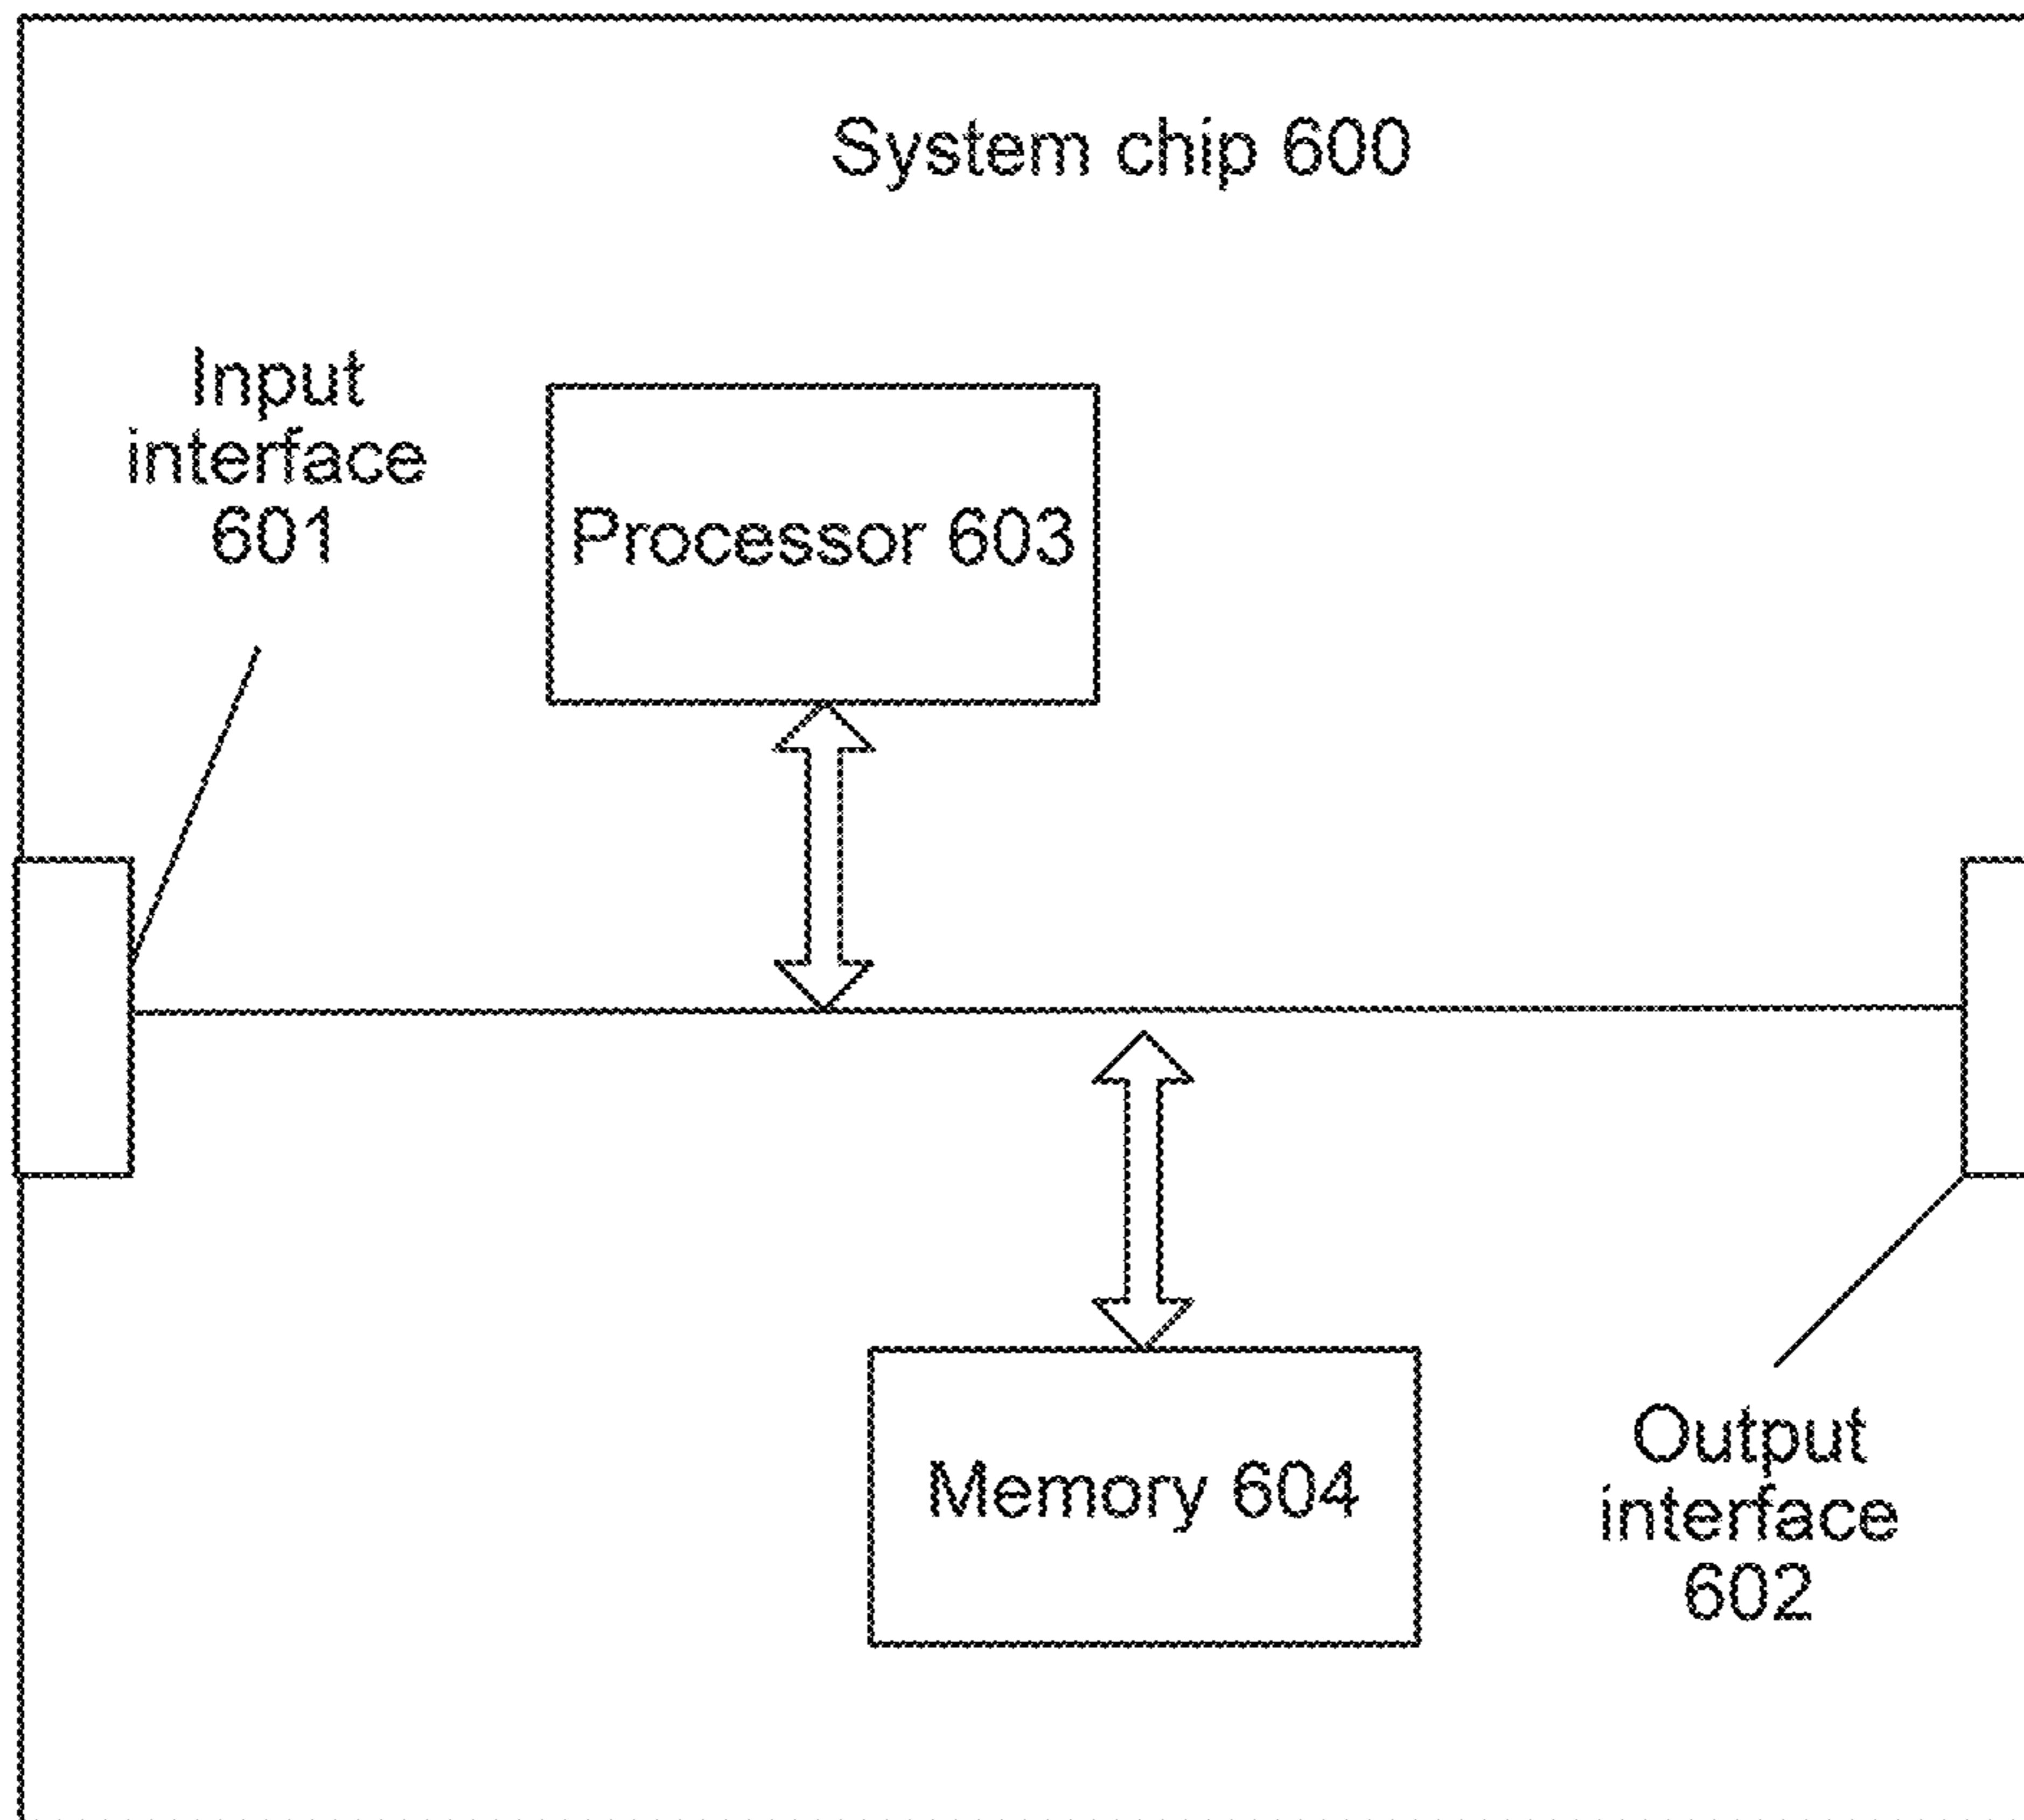 System chip 600
Input
interface
601
Processor 603
Memory 604
Output
interface
602